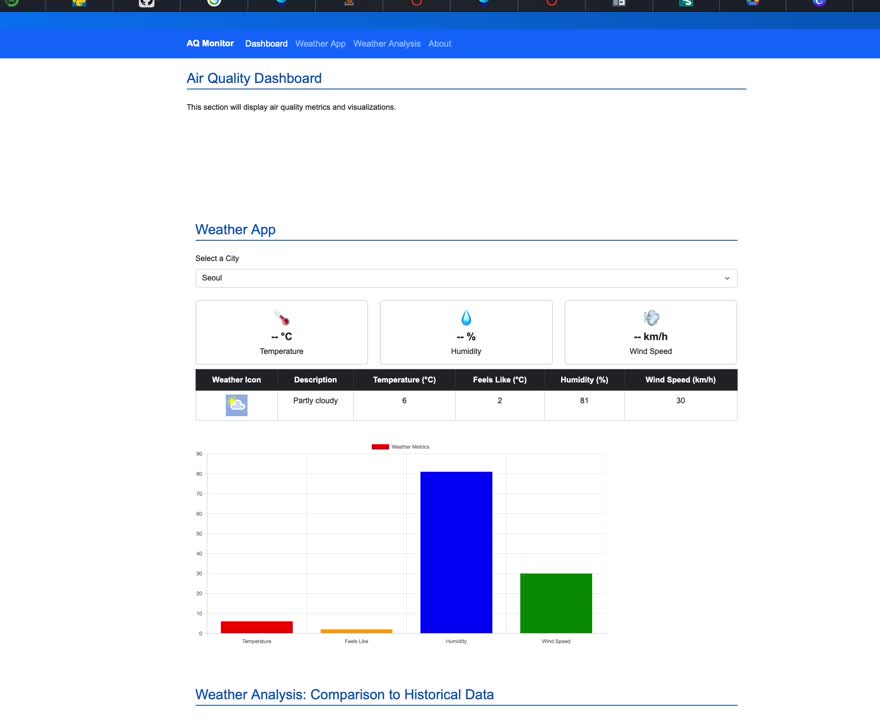 AQ Monitor Dashboard Weather App Weather Analysis About
Air Quality Dashboard
This section will display air quality metrics and visualizations.
Weather App
Select a City
Seoul
-- °C
Temperature
-- %
Humidity
-- km/h
Wind Speed
Weather Icon Description Temperature (°C) Feels Like (°C) Humidity (%) Wind Speed (km/h)
Partly cloudy 6 2 81 30
Weather Metrics
90
80
70
60
50
40
30
20
10
0
Temperature Feels Like Humidity Wind Speed
Weather Analysis: Comparison to Historical Data